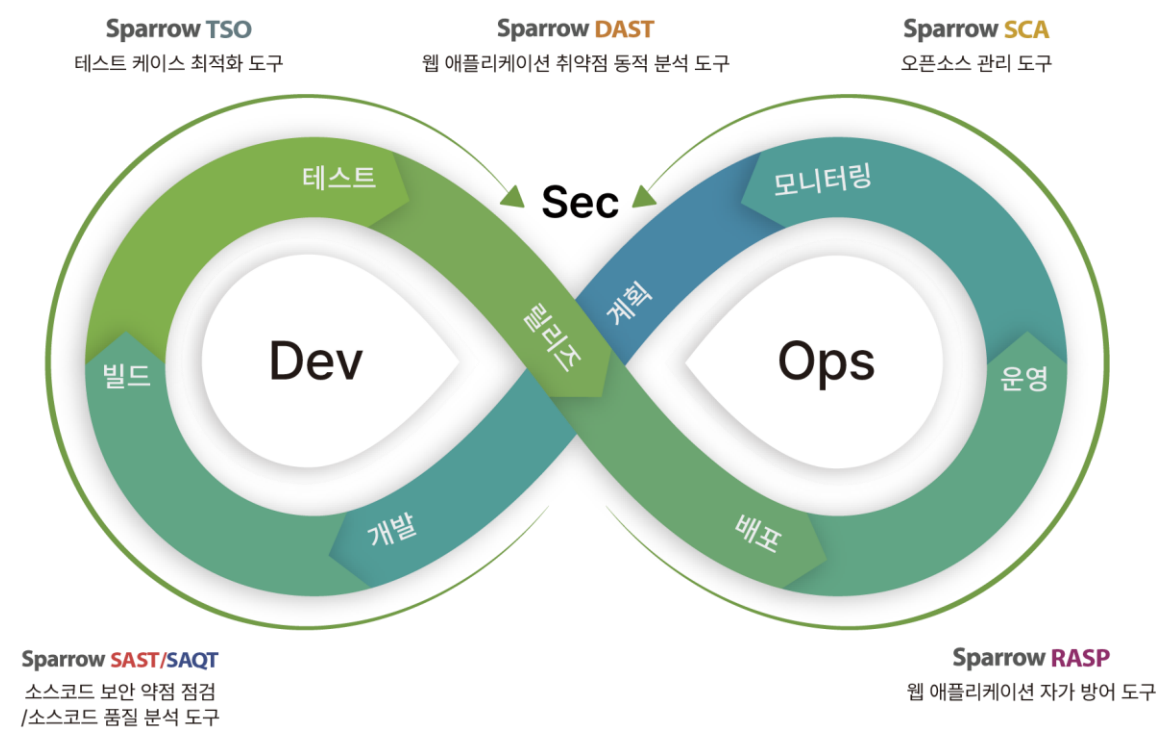 Sparrow TSO
테스트 케이스 최적화 도구
Sparrow DAST
웹 애플리케이션 취약점 동적 분석 도구
Sparrow SCA
오픈소스 관리 도구
테스트
Sec
모니터링
계획
릴리즈
Dev
Ops
빌드
운영
개발
배포
Sparrow SAST/SAQT
소스코드 보안 약점 점검
/소스코드 품질 분석 도구
Sparrow RASP
웹 애플리케이션 자가 방어 도구